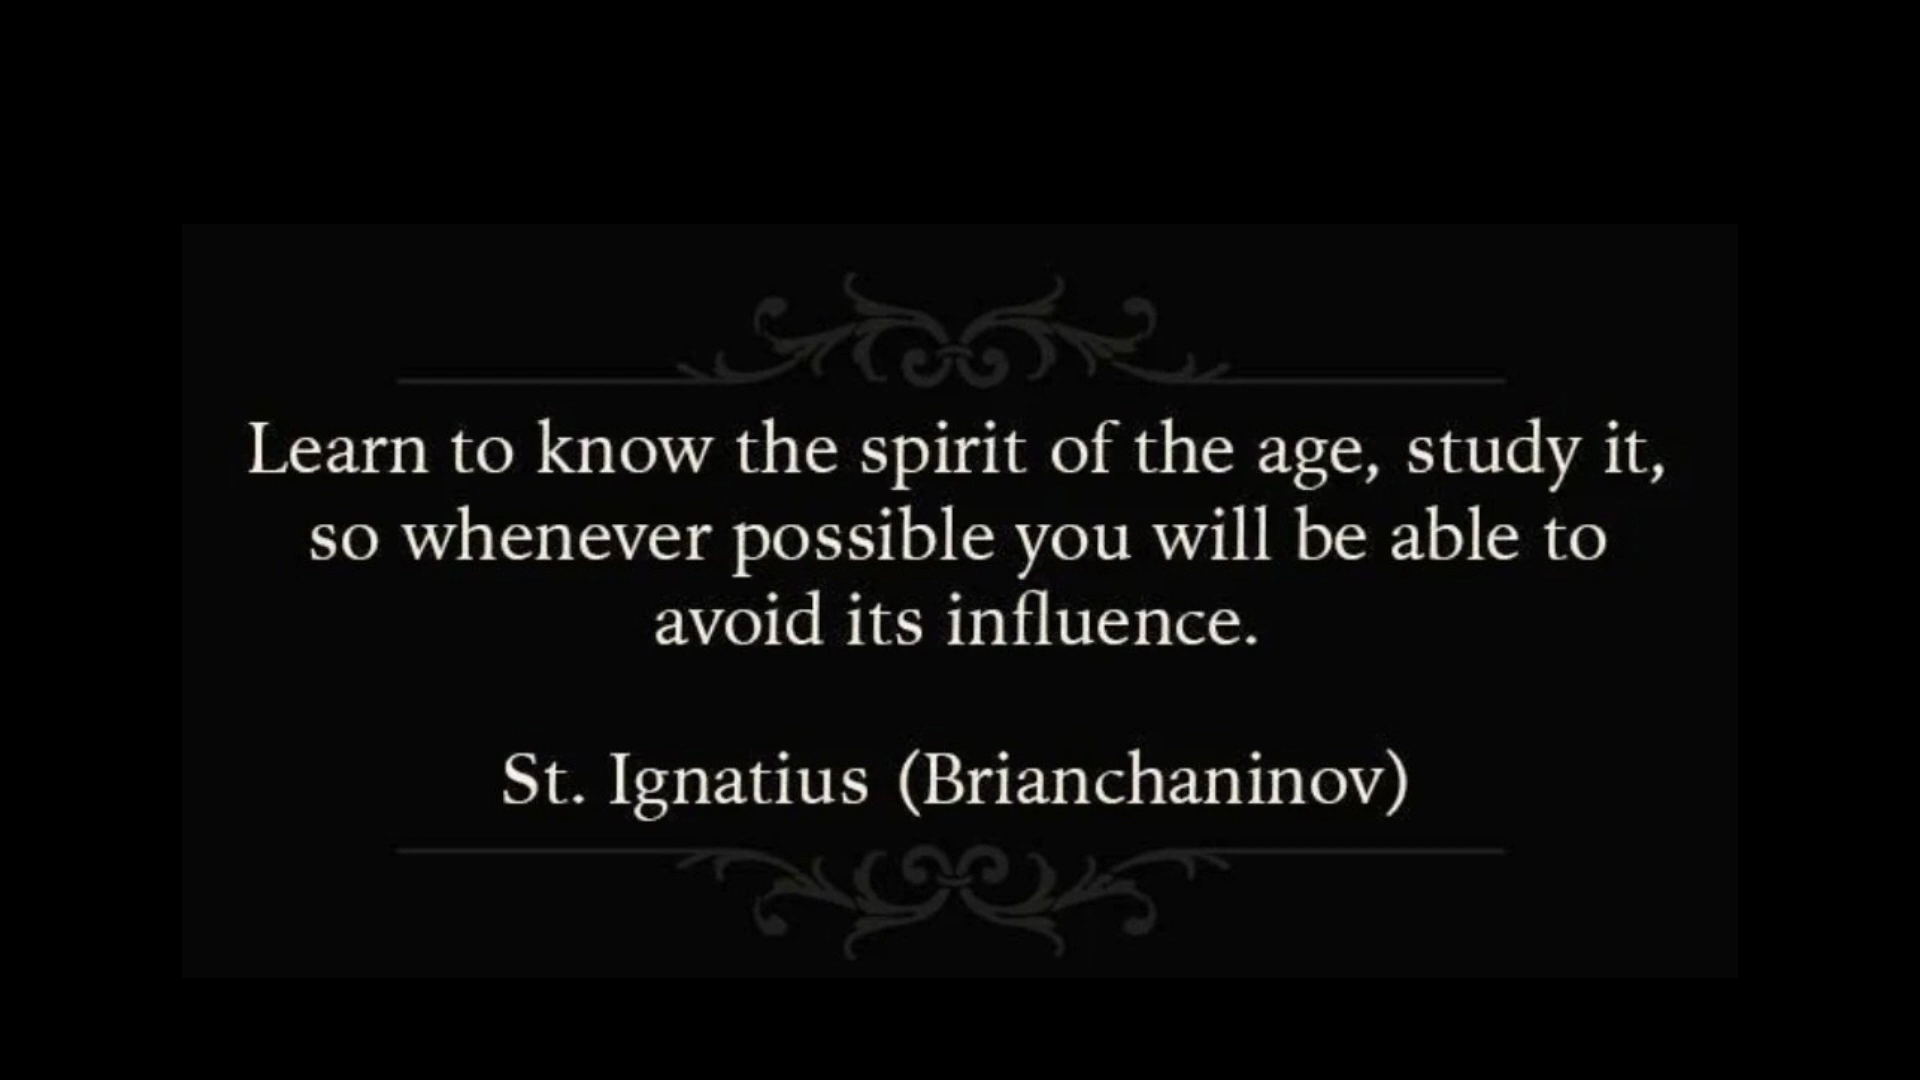 Learn to know the spirit of the age, study it,
so whenever possible you will be able to
avoid its influence.
St. Ignatius (Brianchaninov)